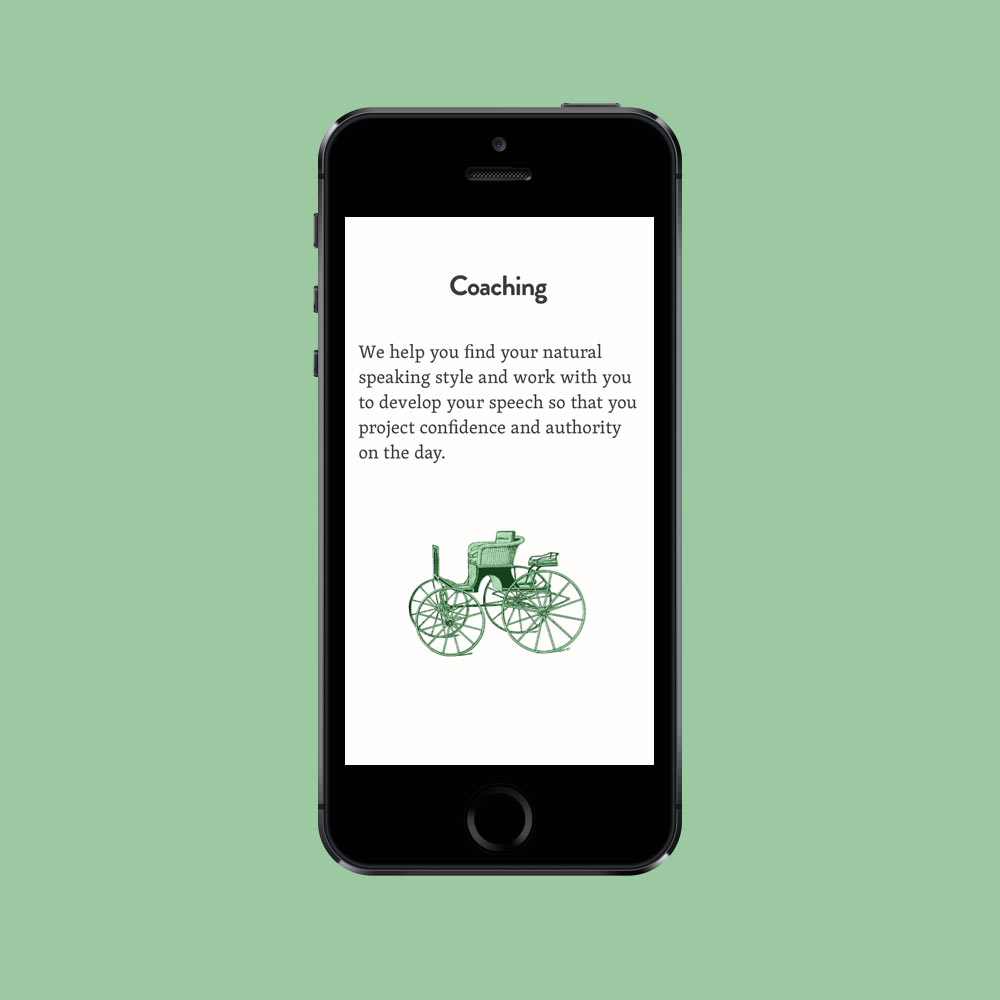 Coaching
We help you find your natural
speaking style and work with you
to develop your speech so that you
project confidence and authority
on the day.